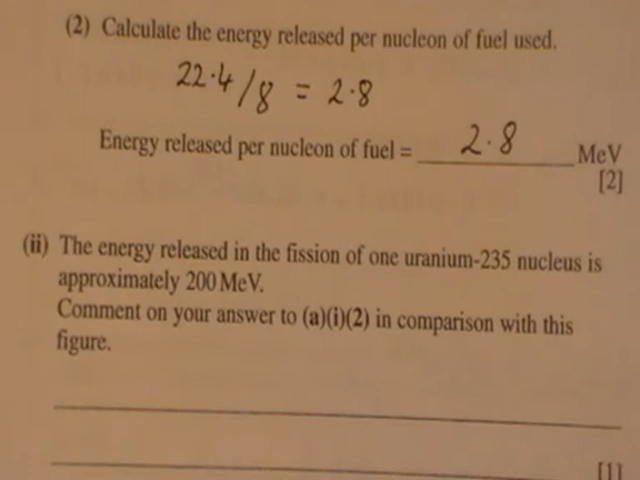 (2) Calculate the energy released per nucleon of fuel used.
22.4/8 = 2.8
Energy released per nucleon of fuel = 2.8 MeV
[2]
(ii) The energy released in the fission of one uranium-235 nucleus is
approximately 200 MeV.
Comment on your answer to (a)(i)(2) in comparison with this
figure.
[1]